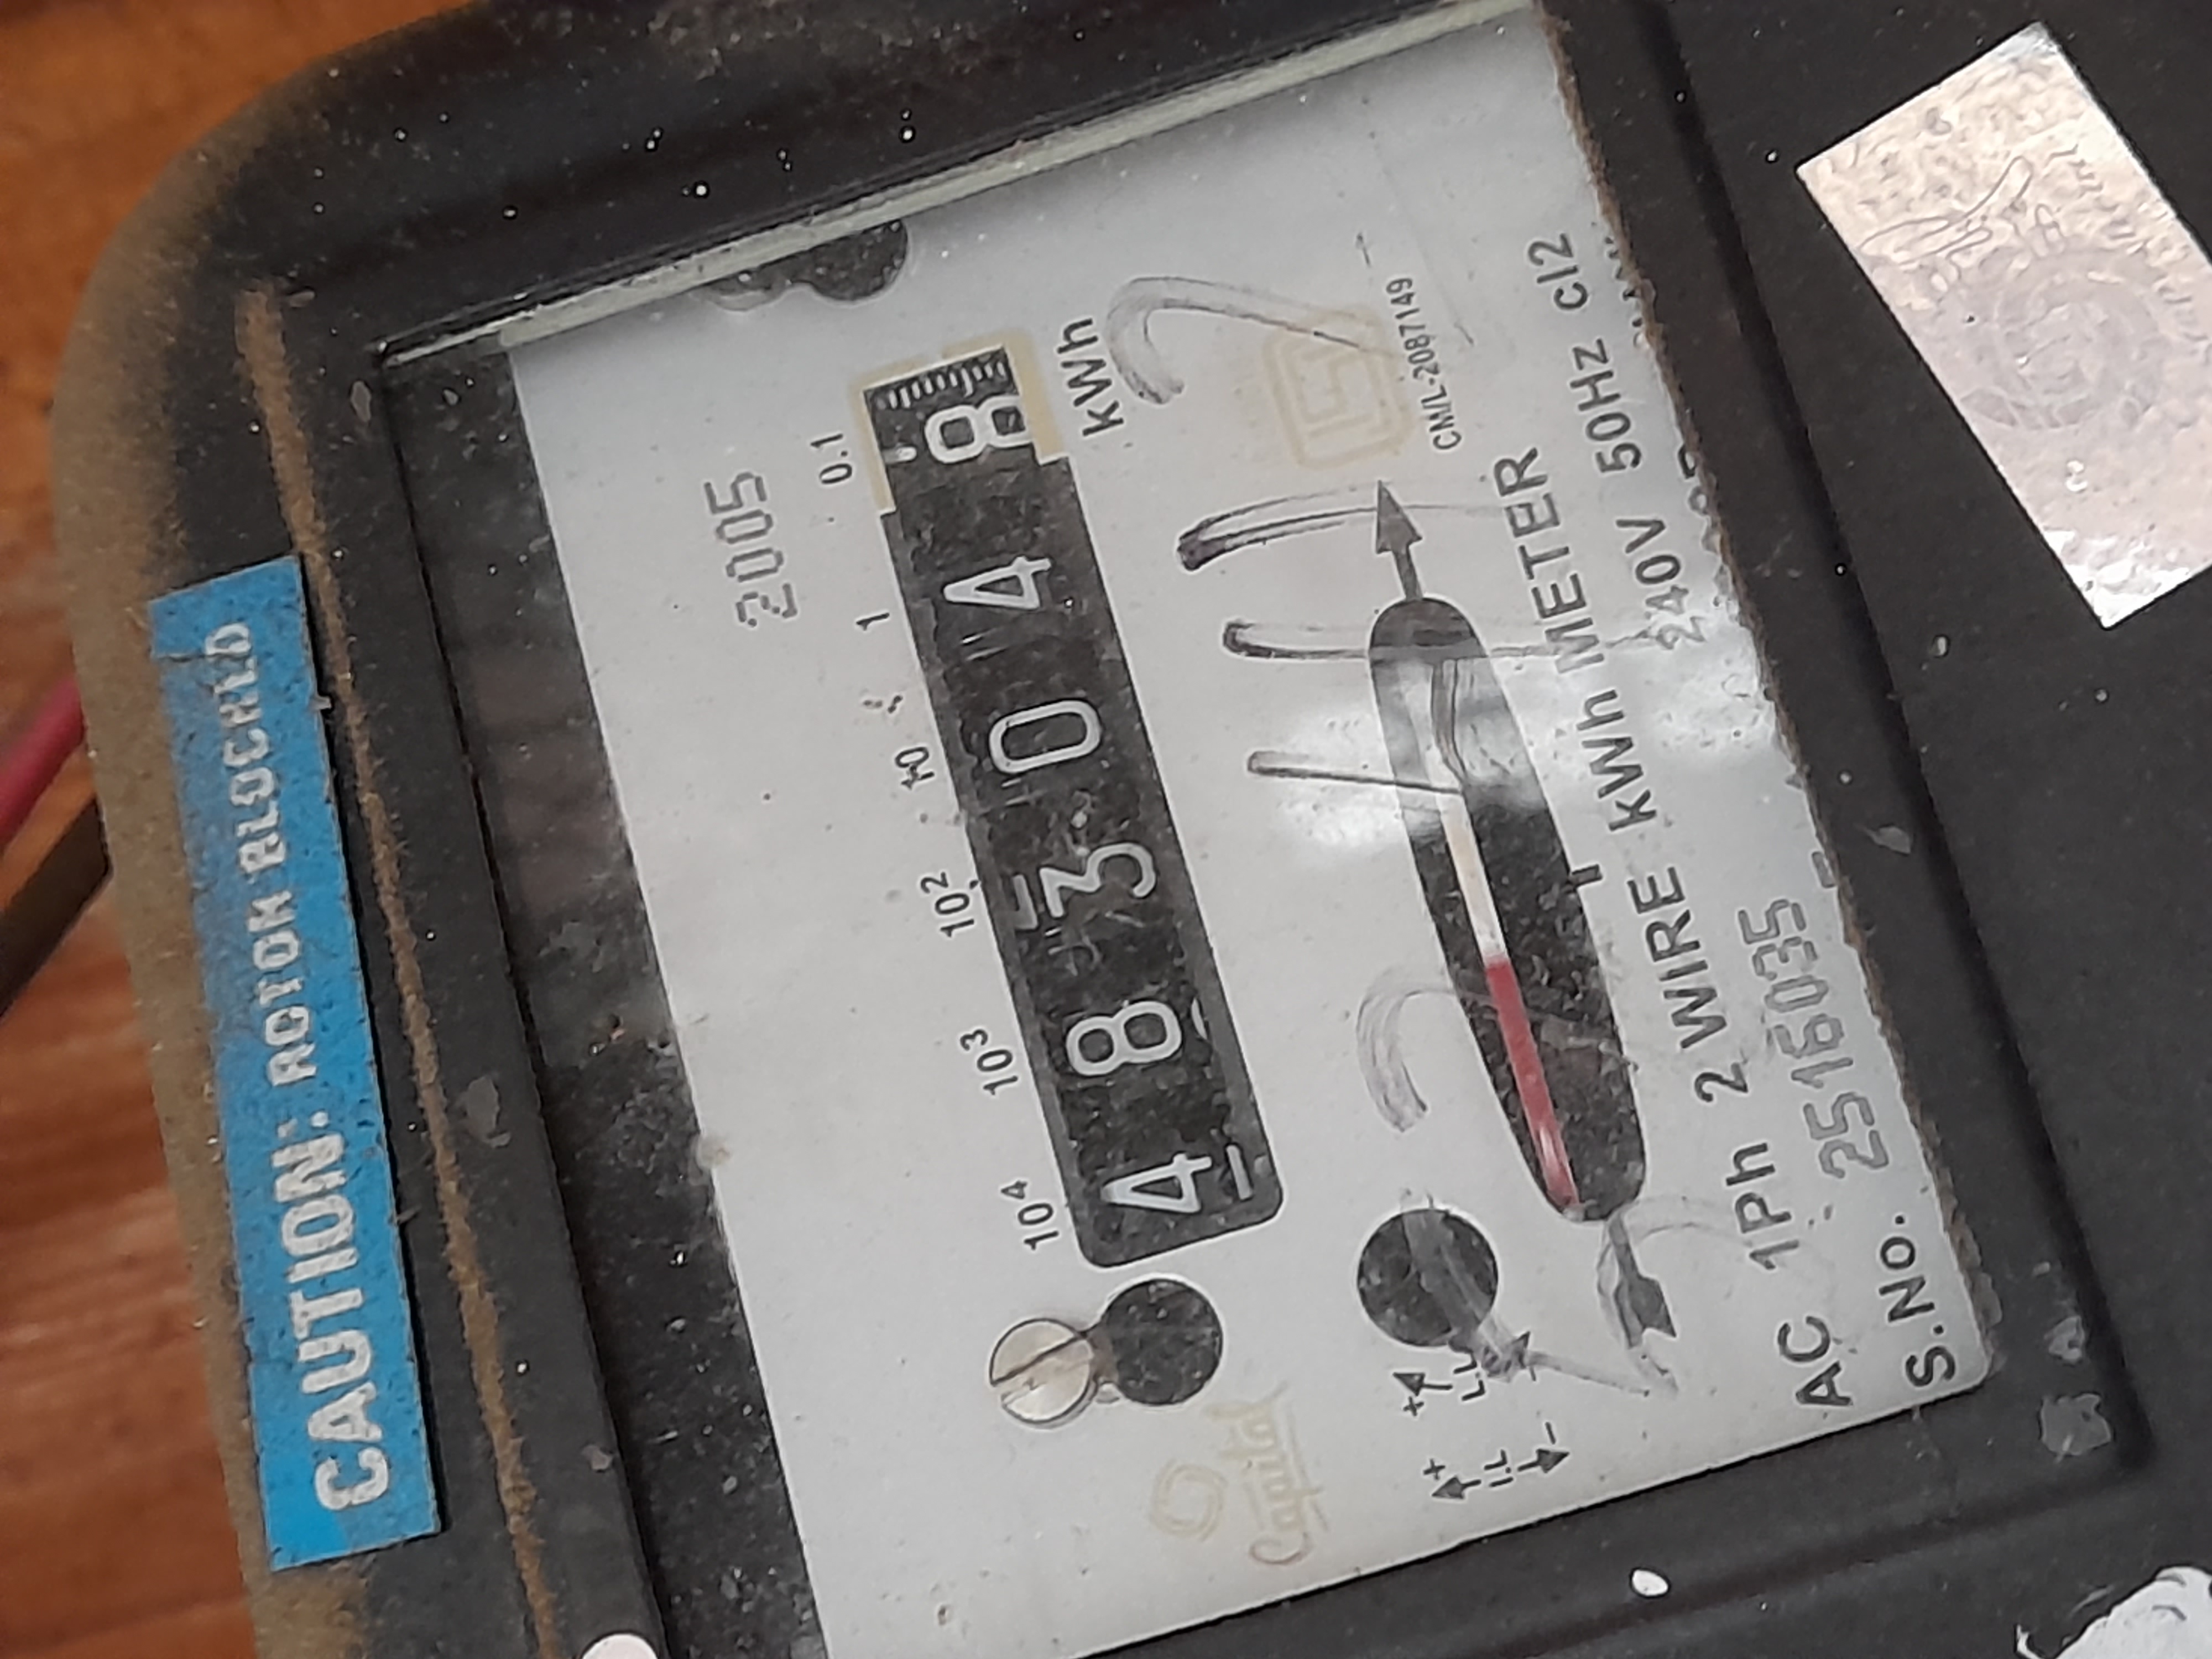 CAUTION: ROTOR BLOCKED
2005
10⁴ 10³ 10² 10 1 0.1
4 8 3 0 4 8
kWh
Capital
CM/L-2087149
AC 1Ph 2 WIRE kWh METER
S.No. 2516035 240V 50Hz Cl2